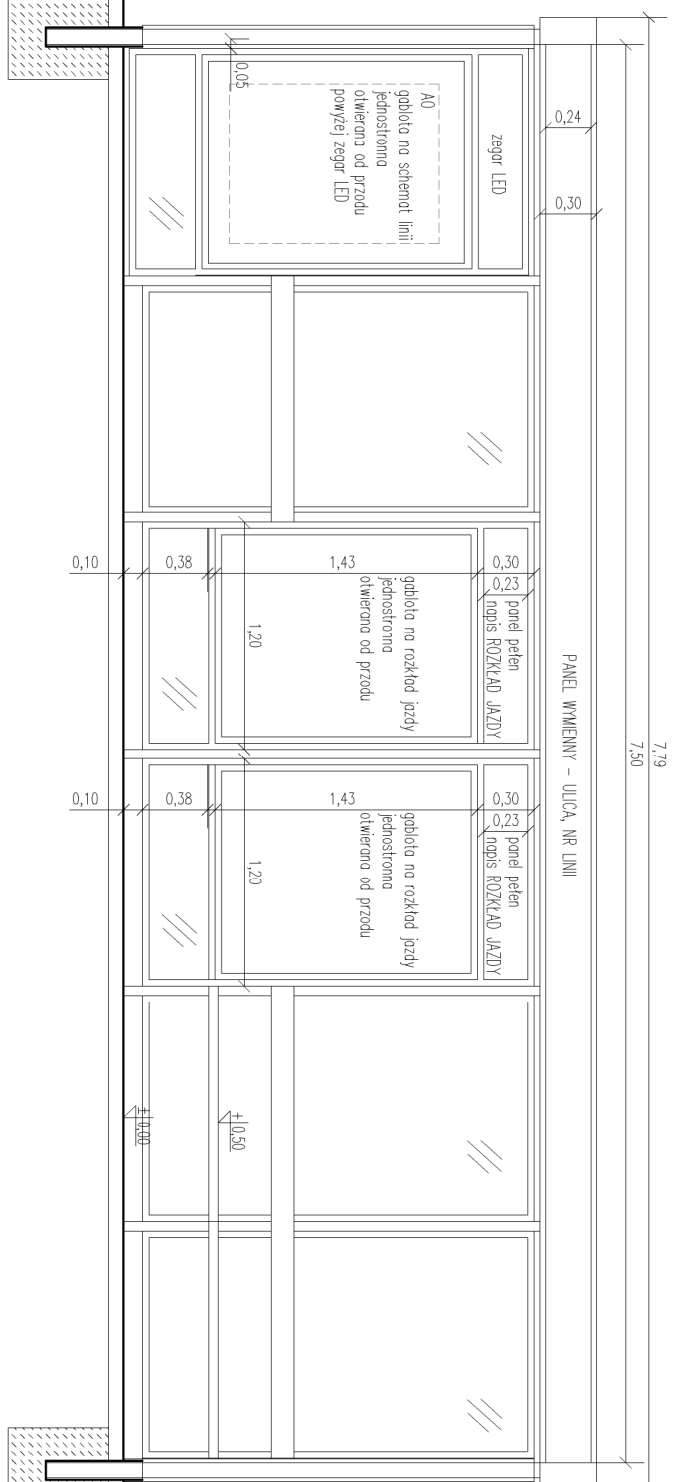 7,79
7,50
PANEL WYMIENNY – ULICA, NR LINII
0,24
0,30
zegar LED
A0
gablota na schemat linii
jednostronna
otwierana od przodu
powyżej zegar LED
0,05
panel pełen
napis ROZKŁAD JAZDY
0,30
0,23
gablota na rozkład jazdy
jednostronna
otwierana od przodu
1,43
1,20
0,38
0,10
panel pełen
napis ROZKŁAD JAZDY
0,30
0,23
gablota na rozkład jazdy
jednostronna
otwierana od przodu
1,43
1,20
0,38
0,10
+ 0,50
± 0,00